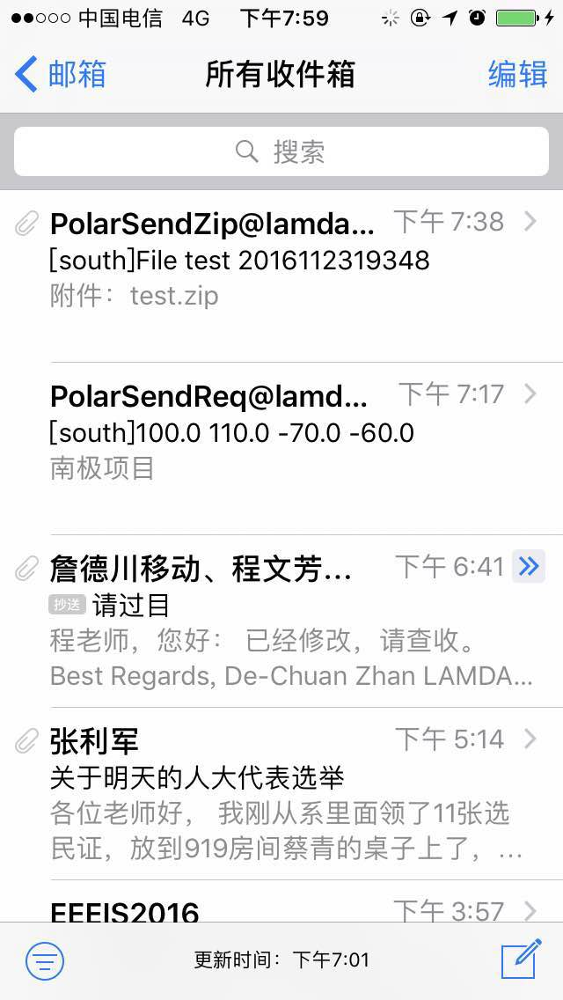 中国电信 4G 下午7:59
邮箱 所有收件箱 编辑
搜索
PolarSendZip@lamda... 下午 7:38
[south]File test 2016112319348
附件：test.zip
PolarSendReq@lamd... 下午 7:17
[south]100.0 110.0 -70.0 -60.0
南极项目
詹德川移动、程文芳... 下午 6:41
抄送 请过目
程老师，您好： 已经修改，请查收。
Best Regards, De-Chuan Zhan LAMDA...
张利军 下午 5:14
关于明天的人大代表选举
各位老师好， 我刚从系里面领了11张选
民证，放到919房间蔡青的桌子上了，...
EEEIS2016 下午 3:57
更新时间：下午7:01